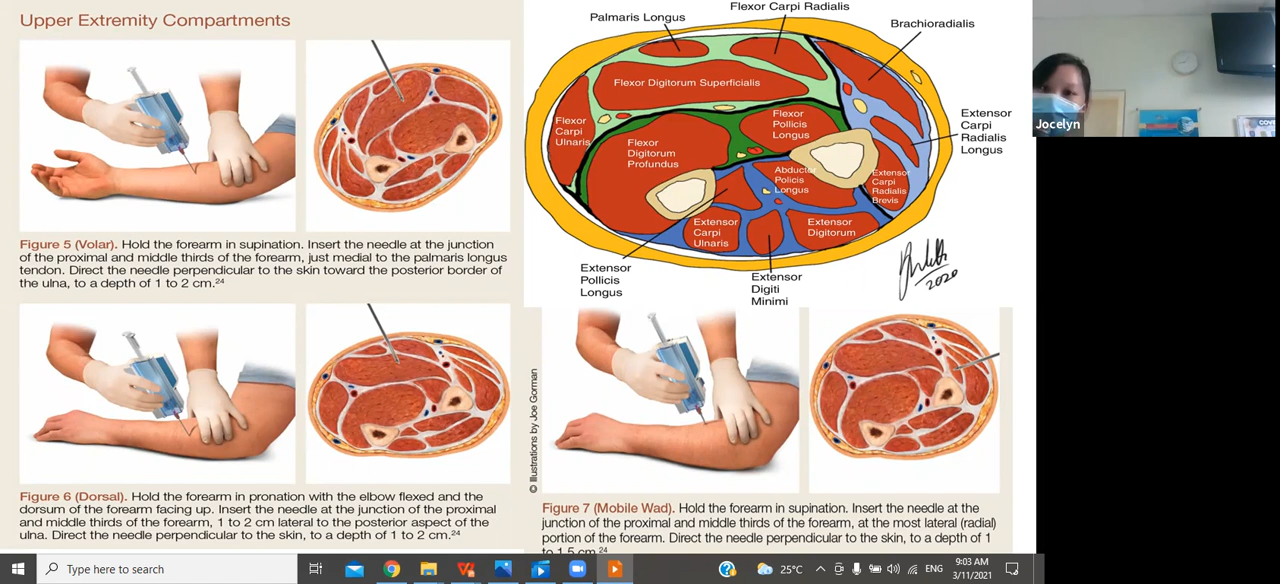 Upper Extremity Compartments
Figure 5 (Volar). Hold the forearm in supination. Insert the needle at the junction
of the proximal and middle thirds of the forearm, just medial to the palmaris longus
tendon. Direct the needle perpendicular to the skin toward the posterior border of
the ulna, to a depth of 1 to 2 cm.24
Figure 6 (Dorsal). Hold the forearm in pronation with the elbow flexed and the
dorsum of the forearm facing up. Insert the needle at the junction of the proximal
and middle thirds of the forearm, 1 to 2 cm lateral to the posterior aspect of the
ulna. Direct the needle perpendicular to the skin, to a depth of 1 to 2 cm.24
Palmaris Longus
Flexor Carpi Radialis
Brachioradialis
Flexor Digitorum Superficialis
Extensor
Carpi
Radialis
Longus
Flexor
Carpi
Ulnaris
Flexor
Pollicis
Longus
Flexor
Digitorum
Profundus
Abductor
Policis
Longus
Extensor
Carpi
Radialis
Brevis
Extensor
Carpi
Ulnaris
Extensor
Digitorum
Extensor
Pollicis
Longus
Extensor
Digiti
Minimi
2020
© Illustrations by Joe Gorman
Figure 7 (Mobile Wad). Hold the forearm in supination. Insert the needle at the
junction of the proximal and middle thirds of the forearm, at the most lateral (radial)
portion of the forearm. Direct the needle perpendicular to the skin, to a depth of 1
to 1.5 cm.24
Jocelyn
Type here to search
25°C
ENG
9:03 AM
3/11/2021